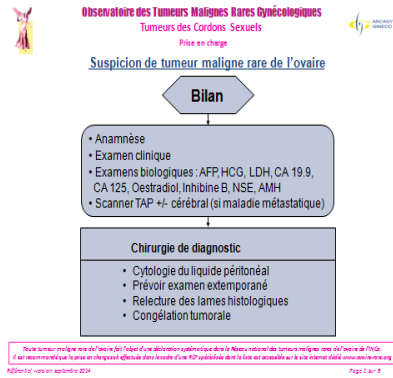 Observatoire des Tumeurs Malignes Rares Gynécologiques
Tumeurs des Cordons Sexuels
ARCAGY
GINECO
Prise en charge
Suspicion de tumeur maligne rare de l'ovaire
Bilan
• Anamnèse
• Examen clinique
• Examens biologiques : AFP, HCG, LDH, CA 19.9,
CA 125, Oestradiol, Inhibine B, NSE, AMH
• Scanner TAP +/- cérébral (si maladie métastatique)
Chirurgie de diagnostic
• Cytologie du liquide péritonéal
• Prévoir examen extemporané
• Relecture des lames histologiques
• Congélation tumorale
Toute tumeur maligne rare de l'ovaire fait l'objet d'une déclaration systématique dans le Réseau national des tumeurs malignes rares de l'ovaire de l'INCa.
Il est recommandé que la prise en charge soit effectuée dans le cadre d'une RCP spécialisée dont la liste est accessible sur le site internet dédié www.ovaire-rare.org
Référentiel -version septembre 2014
Page 1 sur 6